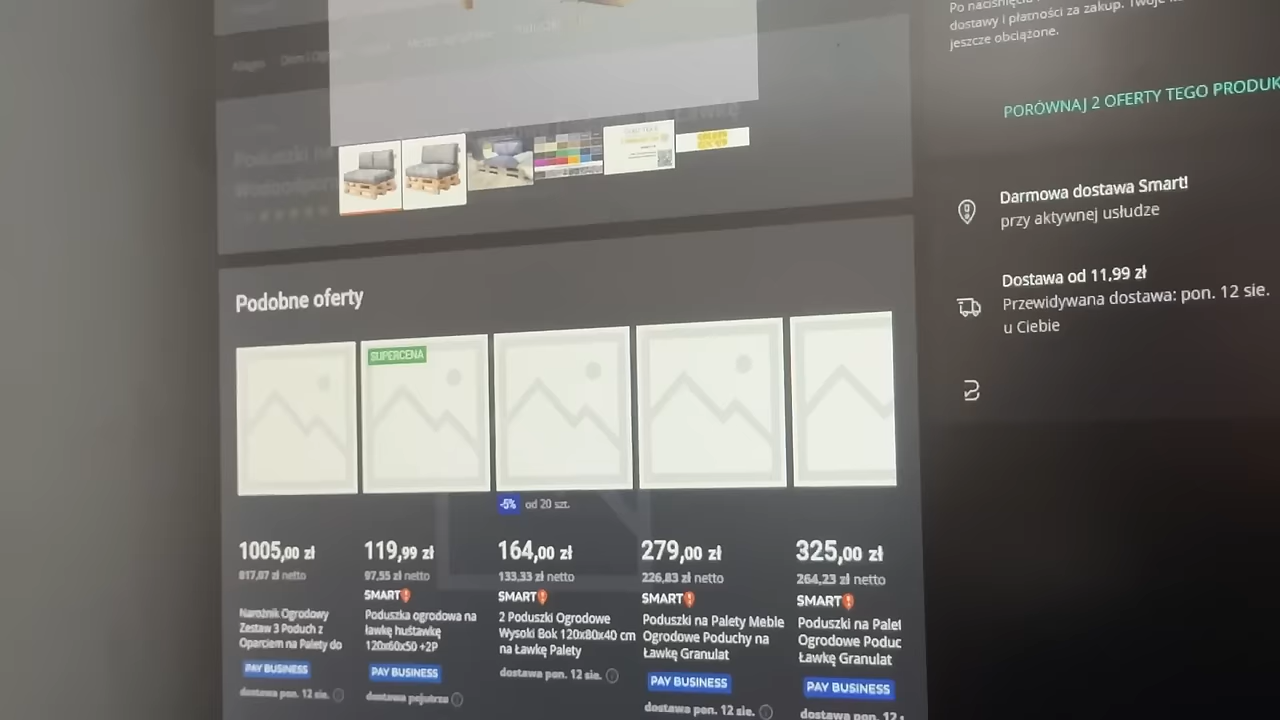 Po naciśnięciu
dostawy i płatności za zakup. Twoje
jeszcze obciążone.
PORÓWNAJ 2 OFERTY TEGO PRODUK
Allegro
Poduszki na
Darmowa dostawa Smart!
przy aktywnej usłudze
Dostawa od 11,99 zł
Przewidywana dostawa: pon. 12 sie.
u Ciebie
Podobne oferty
SUPERCENA
-5% od 20 szt.
1005,00 zł
817,07 zł netto
Narożnik Ogrodowy
Zestaw 3 Poduch z
Oparciem na Palety do
PAY BUSINESS
dostawa pon. 12 sie.
119,99 zł
97,55 zł netto
SMART!
Poduszka ogrodowa na
ławkę huśtawkę
120x60x50 +2P
PAY BUSINESS
dostawa pojutrze
164,00 zł
133,33 zł netto
SMART!
2 Poduszki Ogrodowe
Wysoki Bok 120x80x40 cm
na Ławkę Palety
dostawa pon. 12 sie.
279,00 zł
226,83 zł netto
SMART!
Poduszki na Palety Meble
Ogrodowe Poduchy na
Ławkę Granulat
PAY BUSINESS
dostawa pon. 12 sie.
325,00 zł
264,23 zł netto
SMART!
Poduszki na Palet
Ogrodowe Poduc
Ławkę Granulat
PAY BUSINESS
dostawa pon. 12